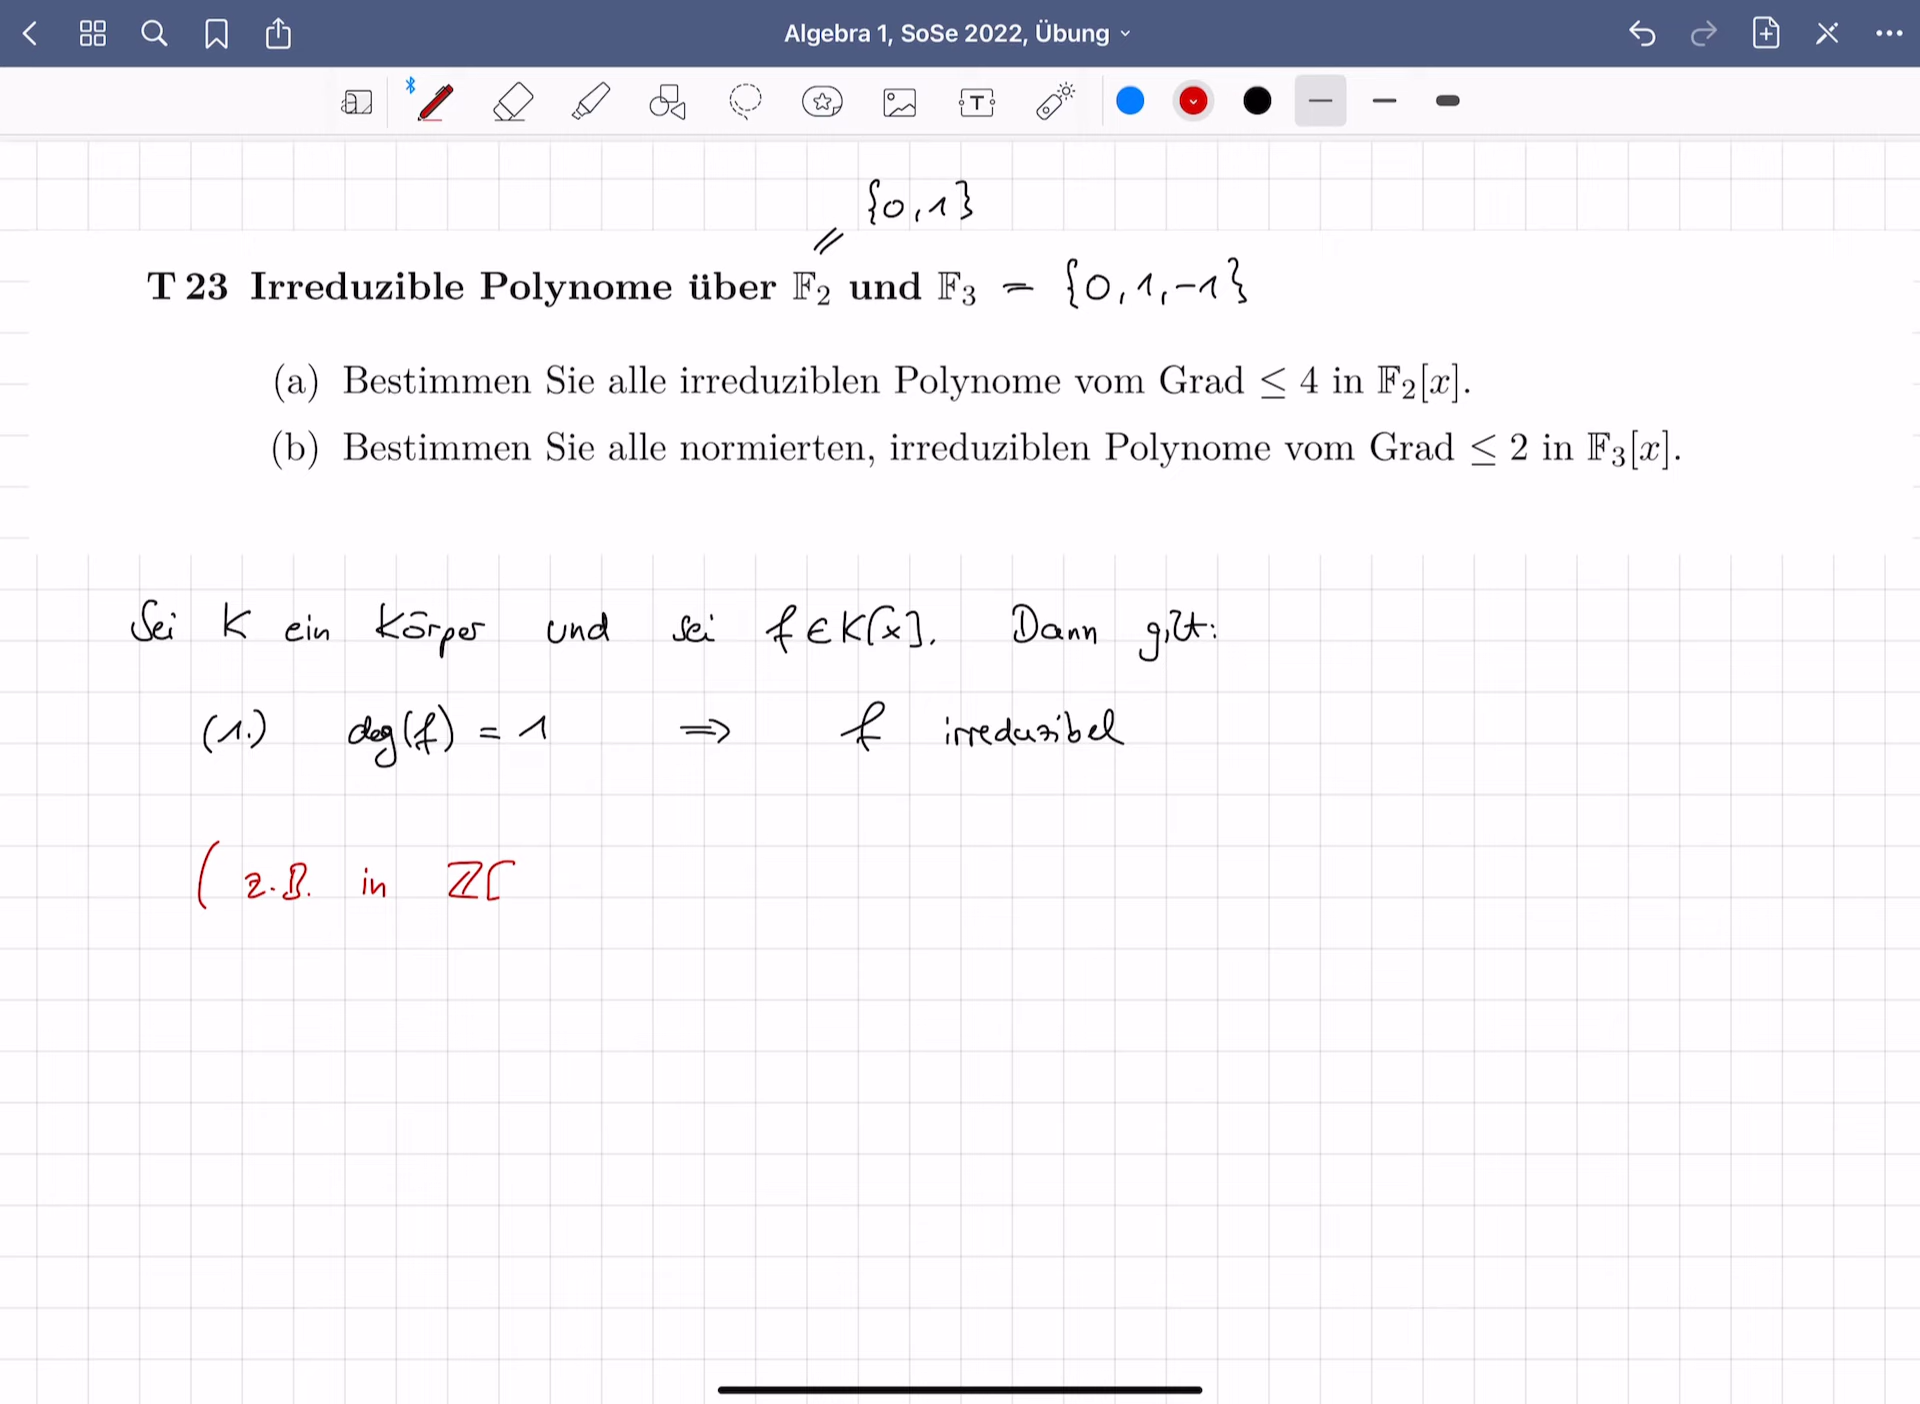 Algebra 1, SoSe 2022, Übung
{0,1}
=
T 23 Irreduzible Polynome über 𝔽₂ und 𝔽₃ = {0,1,-1}
(a) Bestimmen Sie alle irreduziblen Polynome vom Grad ≤ 4 in 𝔽₂[x].
(b) Bestimmen Sie alle normierten, irreduziblen Polynome vom Grad ≤ 2 in 𝔽₃[x].
Sei K ein Körper und sei f ∈ K[x]. Dann gilt:
(1.) deg(f) = 1 ⇒ f irreduzibel
( z.B. in ℤ[